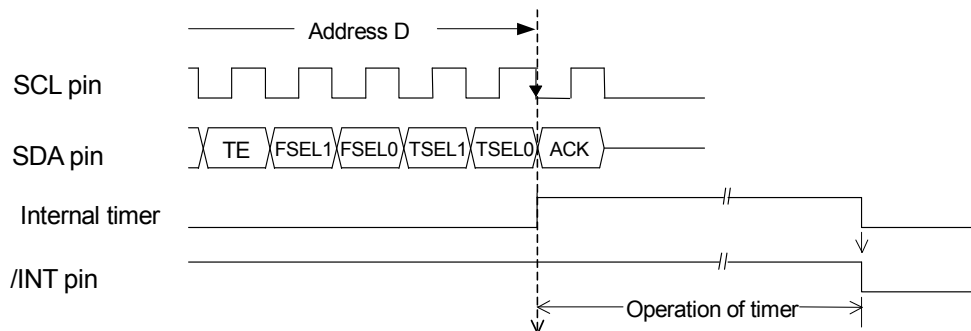 Address D
SCL pin
SDA pin
TE FSEL1 FSEL0 TSEL1 TSEL0 ACK
Internal timer
/INT pin
Operation of timer